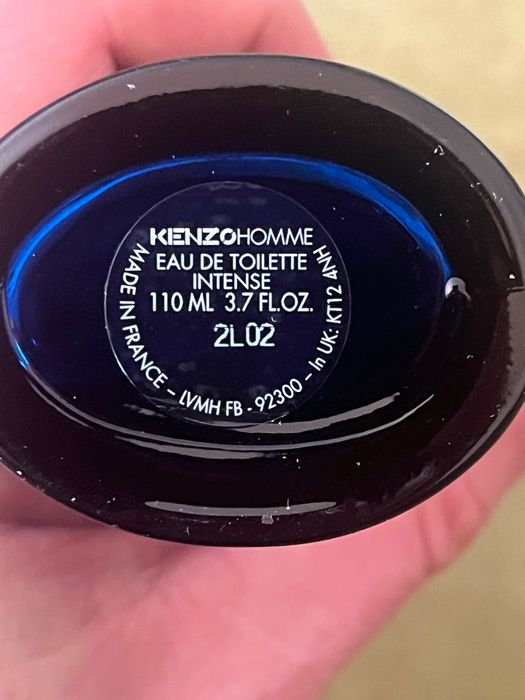 KENZOHOMME
EAU DE TOILETTE
INTENSE
110 ML 3.7 FL.OZ.
2L02
MADE IN FRANCE – LVMH FB - 92300 – In UK: KT12 4NH